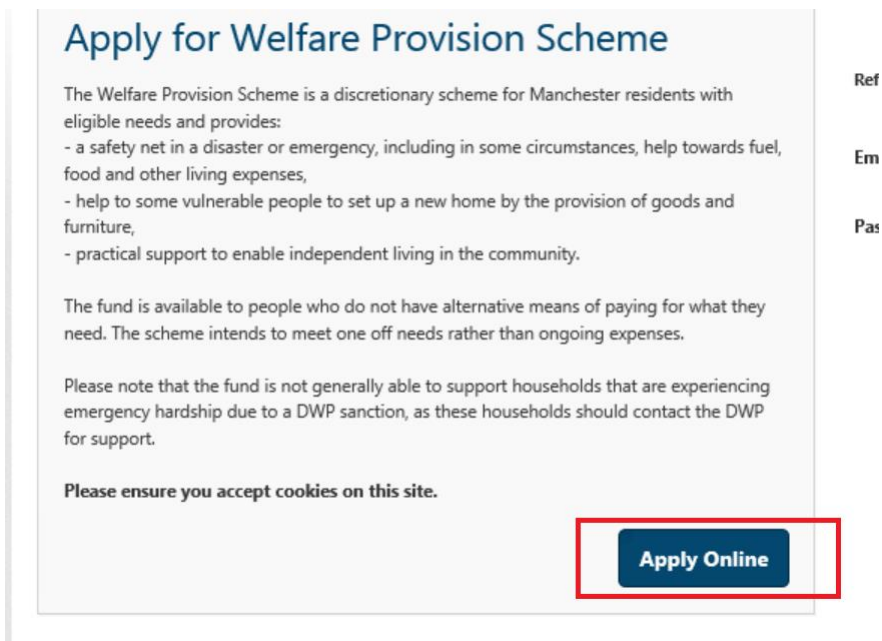 Apply for Welfare Provision Scheme
The Welfare Provision Scheme is a discretionary scheme for Manchester residents with
eligible needs and provides:
- a safety net in a disaster or emergency, including in some circumstances, help towards fuel,
food and other living expenses,
- help to some vulnerable people to set up a new home by the provision of goods and
furniture,
- practical support to enable independent living in the community.
The fund is available to people who do not have alternative means of paying for what they
need. The scheme intends to meet one off needs rather than ongoing expenses.
Please note that the fund is not generally able to support households that are experiencing
emergency hardship due to a DWP sanction, as these households should contact the DWP
for support.
Please ensure you accept cookies on this site.
Apply Online
Ref
Em
Pas